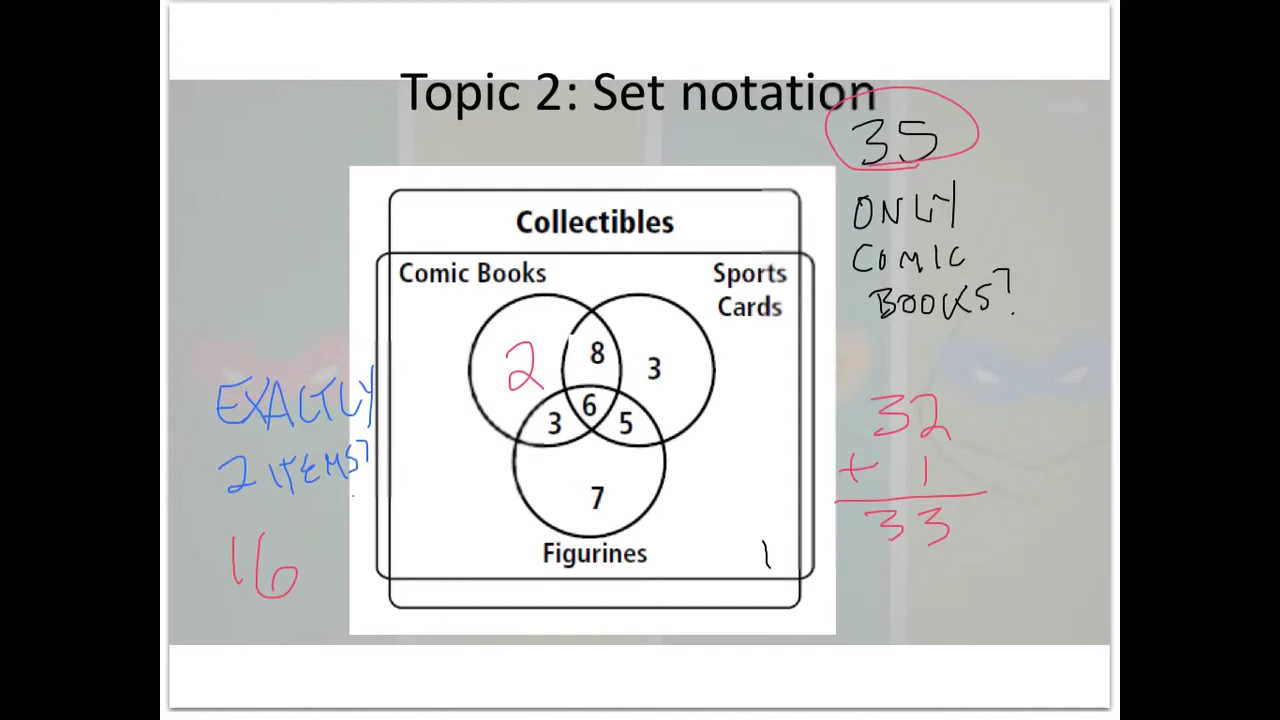 Topic 2: Set notation
35
ONLY
COMIC
BOOKS?
Collectibles
Comic Books
Sports
Cards
2
8
3
6
3
5
7
Figurines
1
EXACTLY
2 ITEMS?
16
32
+ 1
33